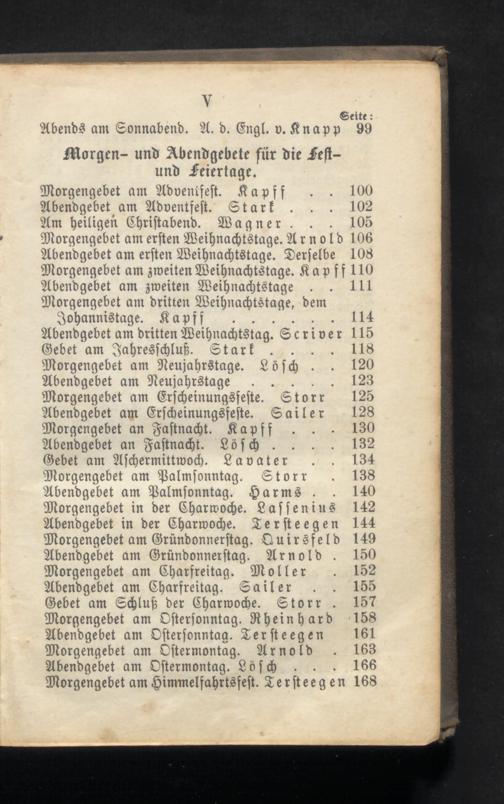 V
Seite:
Abends am Sonnabend. A. d. Engl. v. Knapp 99
Morgen- und Abendgebete für die Fest-
und Feiertage.
Morgengebet am Adventfest. Kapff . . 100
Abendgebet am Adventfest. Stark . . . 102
Am heiligen Christabend. Wagner . . . 105
Morgengebet am ersten Weihnachtstage. Arnold 106
Abendgebet am ersten Weihnachtstage. Derselbe 108
Morgengebet am zweiten Weihnachtstage. Kapff 110
Abendgebet am zweiten Weihnachtstage . . 111
Morgengebet am dritten Weihnachtstage, dem
Johannistage. Kapff . . . . . . 114
Abendgebet am dritten Weihnachtstag. Scriver 115
Gebet am Jahresschluß. Stark . . . . 118
Morgengebet am Neujahrstage. Lösch . . 120
Abendgebet am Neujahrstage . . . . . 123
Morgengebet am Erscheinungsfeste. Storr 125
Abendgebet am Erscheinungsfeste. Sailer 128
Morgengebet an Fastnacht. Kapff . . . 130
Abendgebet an Fastnacht. Lösch . . . . 132
Gebet am Aschermittwoch. Lavater . . 134
Morgengebet am Palmsonntag. Storr . 138
Abendgebet am Palmsonntag. Harms . . 140
Morgengebet in der Charwoche. Lassenius 142
Abendgebet in der Charwoche. Tersteegen 144
Morgengebet am Gründonnerstag. Quirsfeld 149
Abendgebet am Gründonnerstag. Arnold . 150
Morgengebet am Charfreitag. Moller . 152
Abendgebet am Charfreitag. Sailer . . 155
Gebet am Schluß der Charwoche. Storr . 157
Morgengebet am Ostersonntag. Rheinhard 158
Abendgebet am Ostersonntag. Tersteegen 161
Morgengebet am Ostermontag. Arnold . 163
Abendgebet am Ostermontag. Lösch . . . 166
Morgengebet am Himmelfahrtsfest. Tersteegen 168